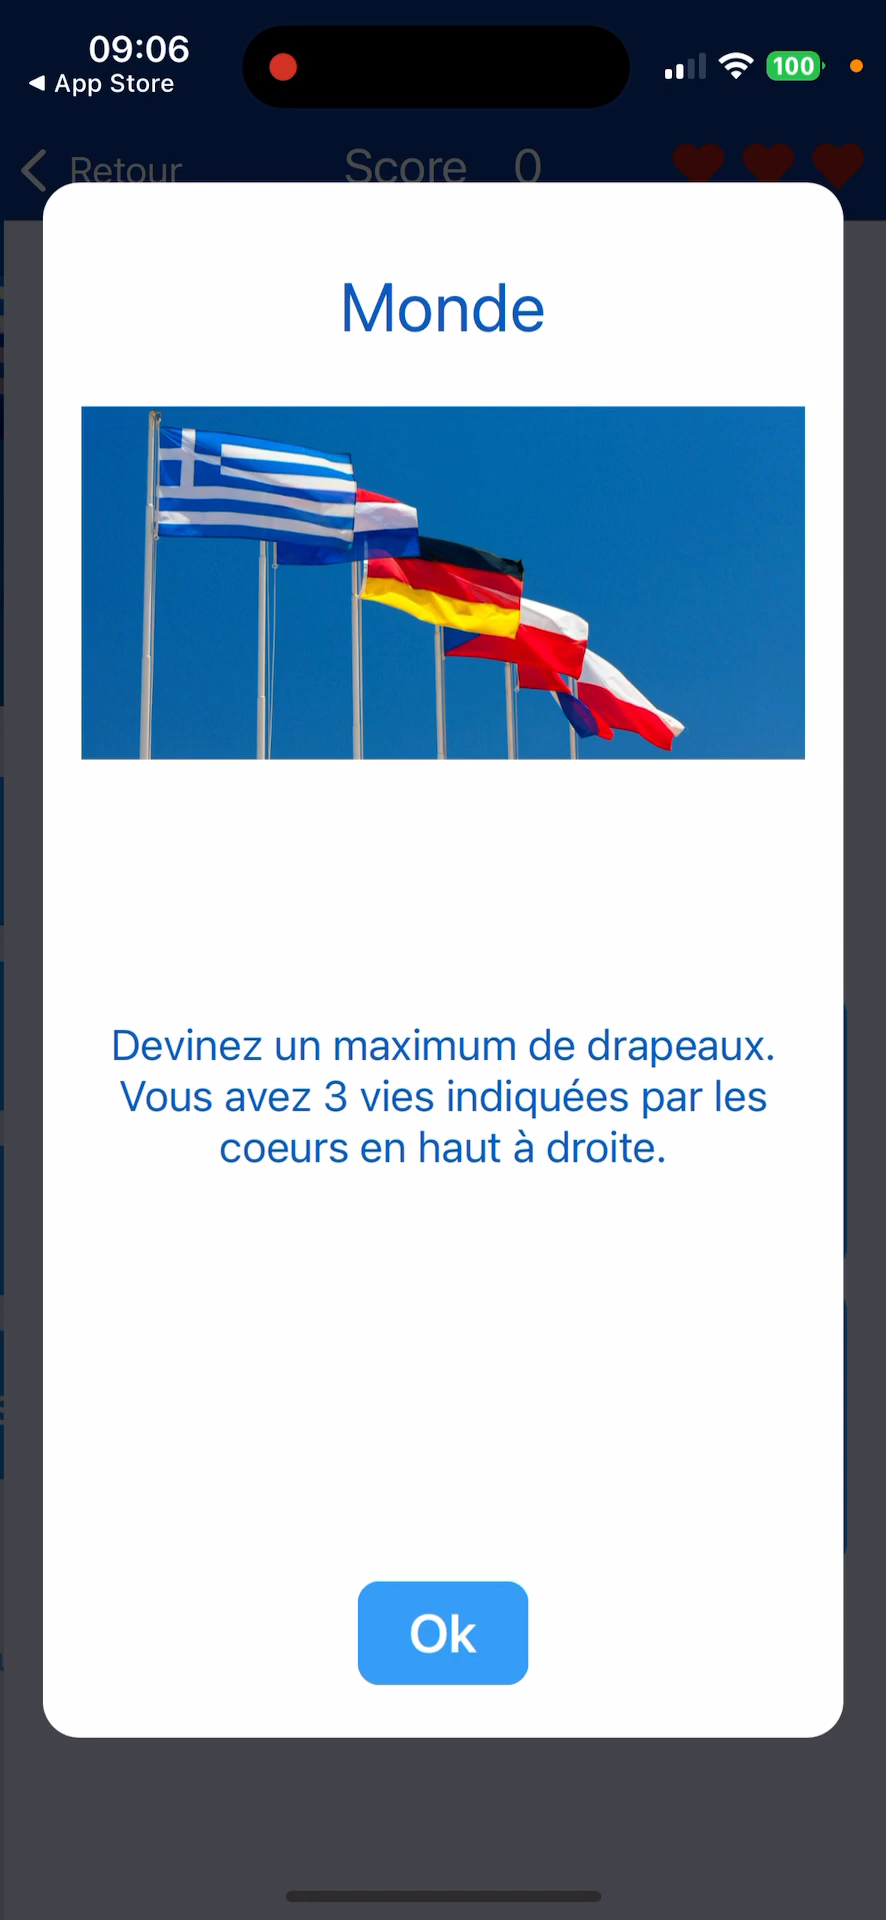 09:06
App Store
100
Retour
Score 0
Monde
Devinez un maximum de drapeaux.
Vous avez 3 vies indiquées par les
coeurs en haut à droite.
Ok